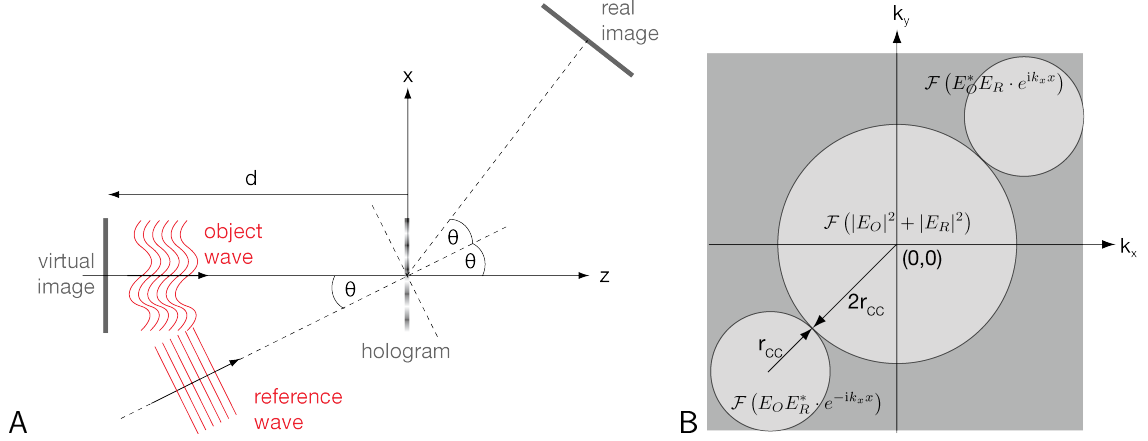 real
image
x
d
object
wave
virtual
image
θ
θ
θ
z
hologram
reference
wave
A
k_y
F(E_O^* E_R · e^{ik_x x})
F(|E_O|^2 + |E_R|^2)
(0,0)
k_x
2r_CC
r_CC
F(E_O E_R^* · e^{-ik_x x})
B